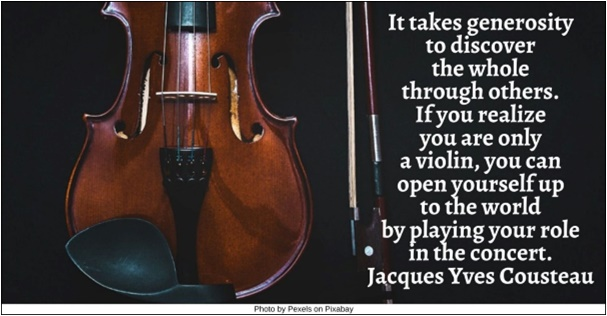 It takes generosity
to discover
the whole
through others.
If you realize
you are only
a violin, you can
open yourself up
to the world
by playing your role
in the concert.
Jacques Yves Cousteau
Photo by Pexels on Pixabay